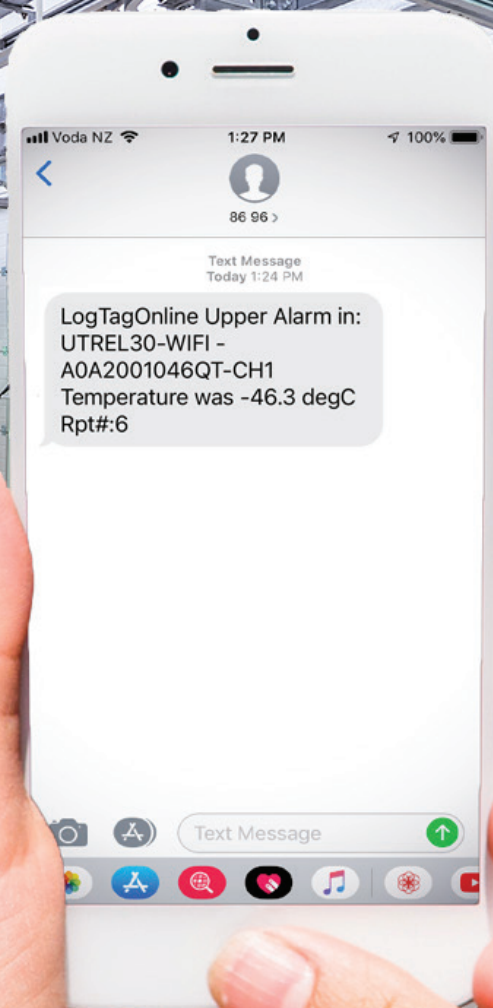 Voda NZ 1:27 PM 100%
86 96 >
Text Message
Today 1:24 PM
LogTagOnline Upper Alarm in:
UTREL30-WIFI -
A0A2001046QT-CH1
Temperature was -46.3 degC
Rpt#:6
Text Message